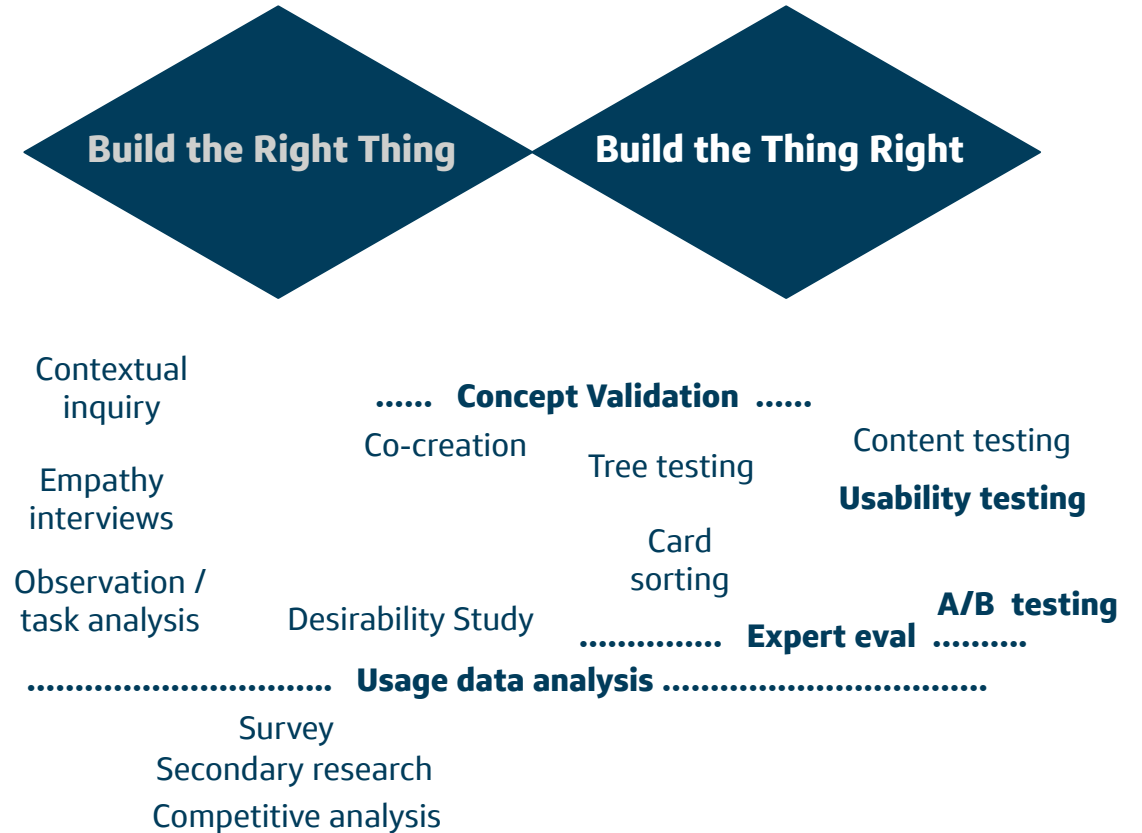 Build the Right Thing
Build the Thing Right
Contextual
inquiry
...... Concept Validation ......
Co-creation
Tree testing
Content testing
Empathy
interviews
Usability testing
Card
sorting
Observation /
task analysis
Desirability Study
A/B testing
............... Expert eval ..........
................................ Usage data analysis ..................................
Survey
Secondary research
Competitive analysis